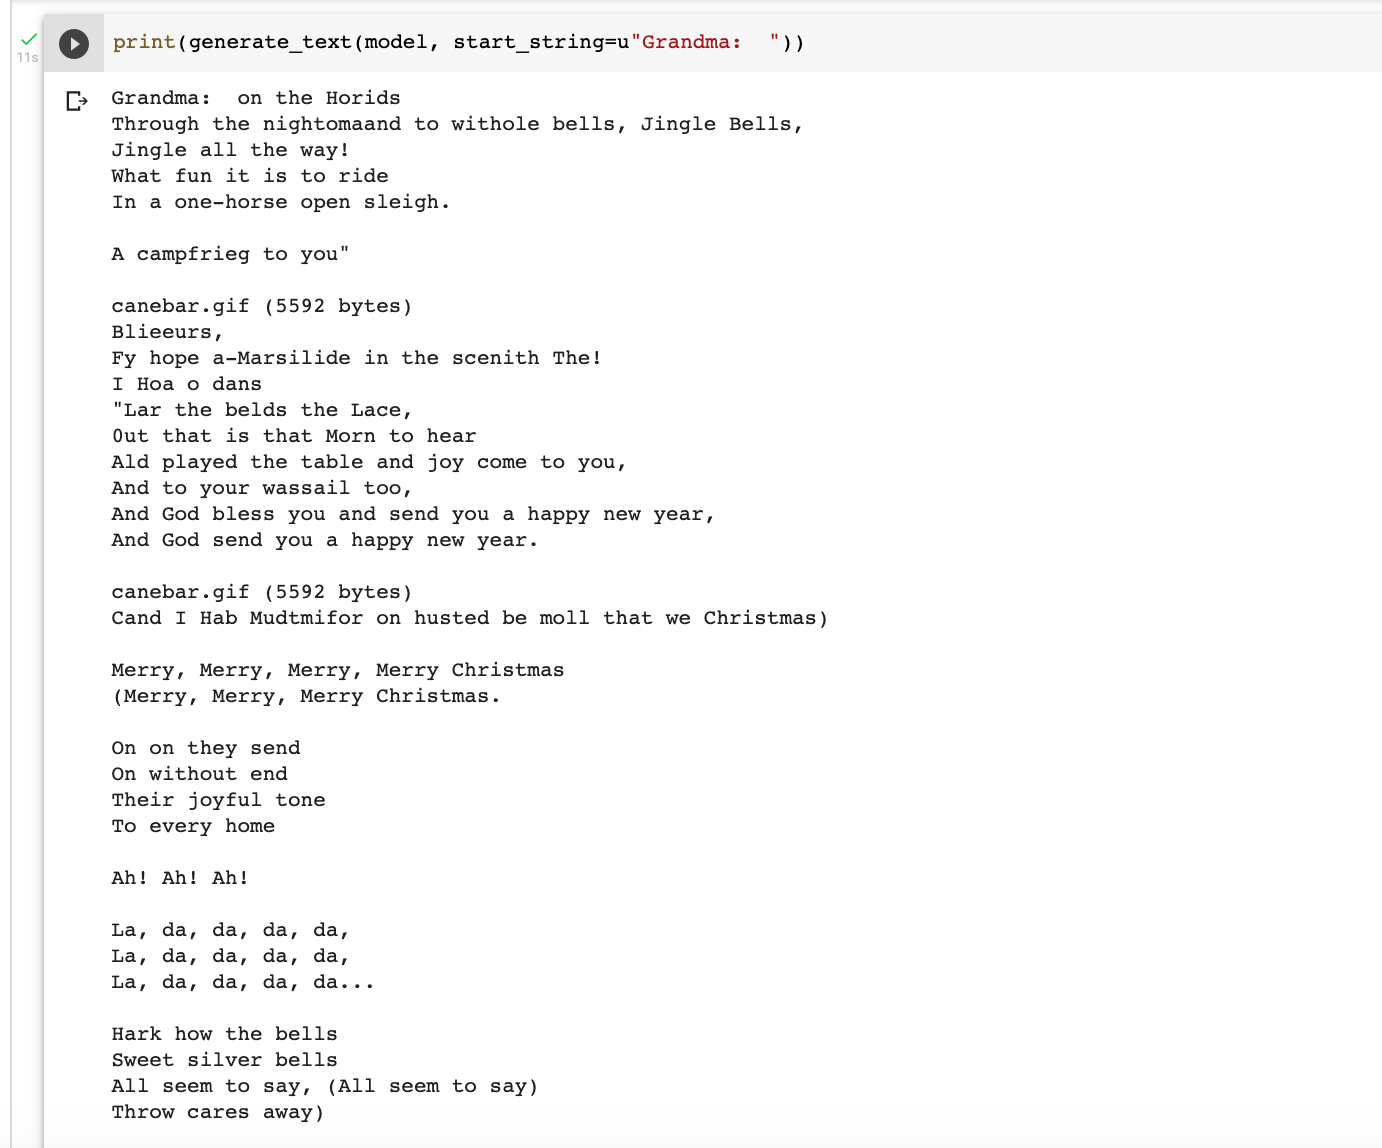 11s
print(generate_text(model, start_string=u"Grandma:  "))
Grandma:  on the Horids
Through the nightomaand to withole bells, Jingle Bells,
Jingle all the way!
What fun it is to ride
In a one-horse open sleigh.
A campfrieg to you"
canebar.gif (5592 bytes)
Blieeurs,
Fy hope a-Marsilide in the scenith The!
I Hoa o dans
"Lar the belds the Lace,
0ut that is that Morn to hear
Ald played the table and joy come to you,
And to your wassail too,
And God bless you and send you a happy new year,
And God send you a happy new year.
canebar.gif (5592 bytes)
Cand I Hab Mudtmifor on husted be moll that we Christmas)
Merry, Merry, Merry, Merry Christmas
(Merry, Merry, Merry Christmas.
On on they send
On without end
Their joyful tone
To every home
Ah! Ah! Ah!
La, da, da, da, da,
La, da, da, da, da,
La, da, da, da, da...
Hark how the bells
Sweet silver bells
All seem to say, (All seem to say)
Throw cares away)